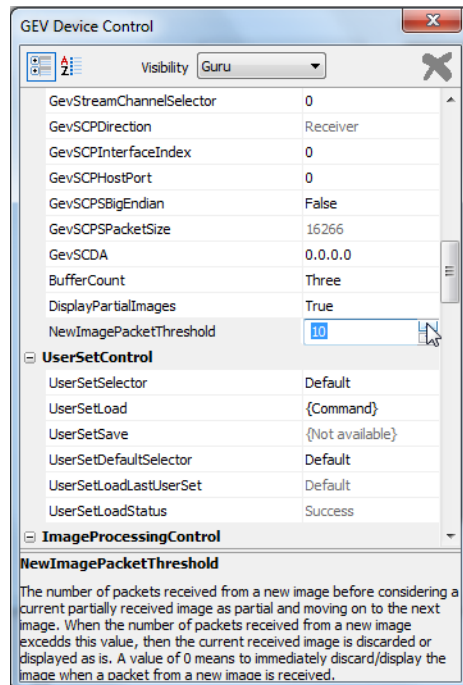 GEV Device Control
Visibility Guru
GevStreamChannelSelector 0
GevSCPDirection Receiver
GevSCPInterfaceIndex 0
GevSCPHostPort 0
GevSCPSBigEndian False
GevSCPSPacketSize 16266
GevSCDA 0.0.0.0
BufferCount Three
DisplayPartialImages True
NewImagePacketThreshold 10
UserSetControl
UserSetSelector Default
UserSetLoad {Command}
UserSetSave {Not available}
UserSetDefaultSelector Default
UserSetLoadLastUserSet Default
UserSetLoadStatus Success
ImageProcessingControl
NewImagePacketThreshold
The number of packets received from a new image before considering a
current partially received image as partial and moving on to the next
image. When the number of packets received from a new image
excedds this value, then the current received image is discarded or
displayed as is. A value of 0 means to immediately discard/display the
image when a packet from a new image is received.